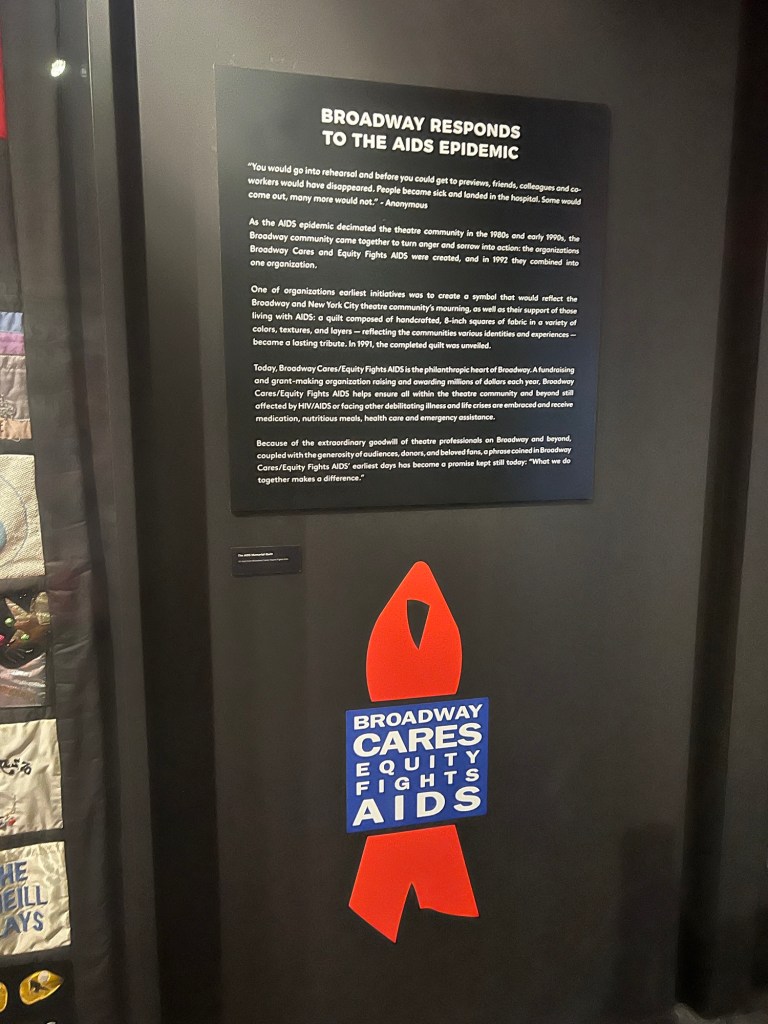 BROADWAY RESPONDS
TO THE AIDS EPIDEMIC
"You would go into rehearsal and before you could get to previews, friends, colleagues and co-
workers would have disappeared. People became sick and landed in the hospital. Some would
come out, many more would not." - Anonymous
As the AIDS epidemic decimated the theatre community in the 1980s and early 1990s, the
Broadway community came together to turn anger and sorrow into action: the organizations
Broadway Cares and Equity Fights AIDS were created, and in 1992 they combined into
one organization.
One of organizations earliest initiatives was to create a symbol that would reflect the
Broadway and New York City theatre community's mourning, as well as their support of those
living with AIDS: a quilt composed of handcrafted, 8-inch squares of fabric in a variety of
colors, textures, and layers — reflecting the communities various identities and experiences —
became a lasting tribute. In 1991, the completed quilt was unveiled.
Today, Broadway Cares/Equity Fights AIDS is the philanthropic heart of Broadway. A fundraising
and grant-making organization raising and awarding millions of dollars each year, Broadway
Cares/Equity Fights AIDS helps ensure all within the theatre community and beyond still
affected by HIV/AIDS or facing other debilitating illness and life crises are embraced and receive
medication, nutritious meals, health care and emergency assistance.
Because of the extraordinary goodwill of theatre professionals on Broadway and beyond,
coupled with the generosity of audiences, donors, and beloved fans, a phrase coined in Broadway
Cares/Equity Fights AIDS' earliest days has become a promise kept still today: "What we do
together makes a difference."
The AIDS Memorial Quilt
BROADWAY
CARES
EQUITY
FIGHTS
AIDS
HE
EILL
AYS